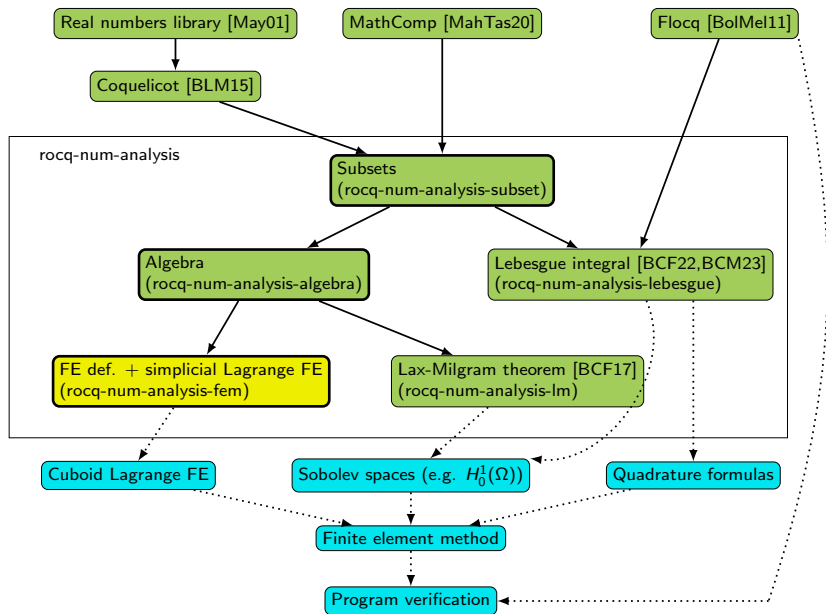 Real numbers library [May01]
MathComp [MahTas20]
Flocq [BolMel11]
Coquelicot [BLM15]
rocq-num-analysis
Subsets
(rocq-num-analysis-subset)
Algebra
(rocq-num-analysis-algebra)
Lebesgue integral [BCF22,BCM23]
(rocq-num-analysis-lebesgue)
FE def. + simplicial Lagrange FE
(rocq-num-analysis-fem)
Lax-Milgram theorem [BCF17]
(rocq-num-analysis-lm)
Cuboid Lagrange FE
Sobolev spaces (e.g. $H_0^1(\Omega)$)
Quadrature formulas
Finite element method
Program verification